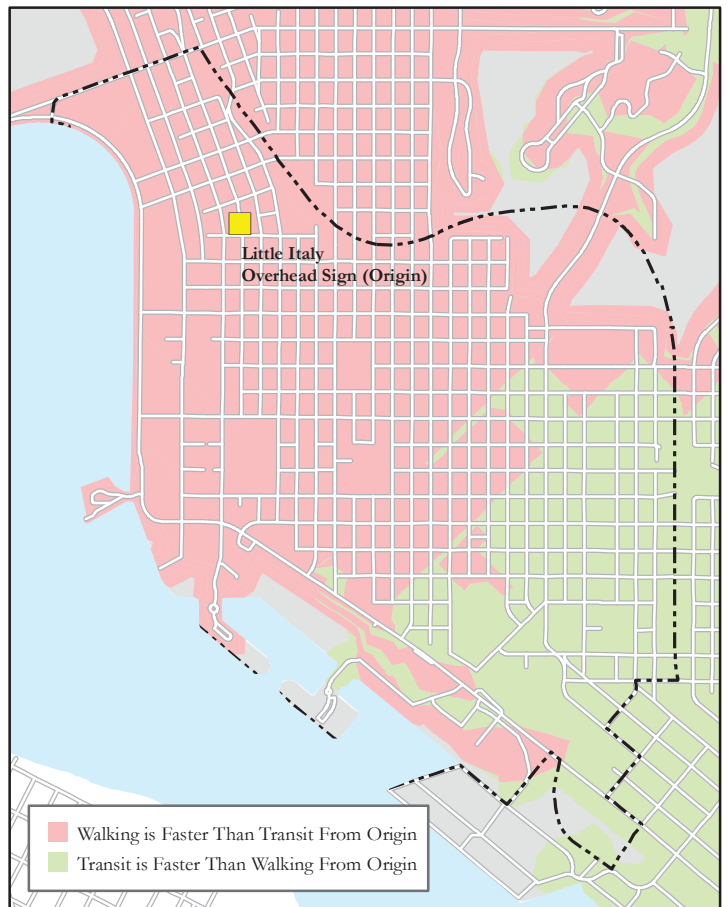 Little Italy
Overhead Sign (Origin)
Walking is Faster Than Transit From Origin
Transit is Faster Than Walking From Origin